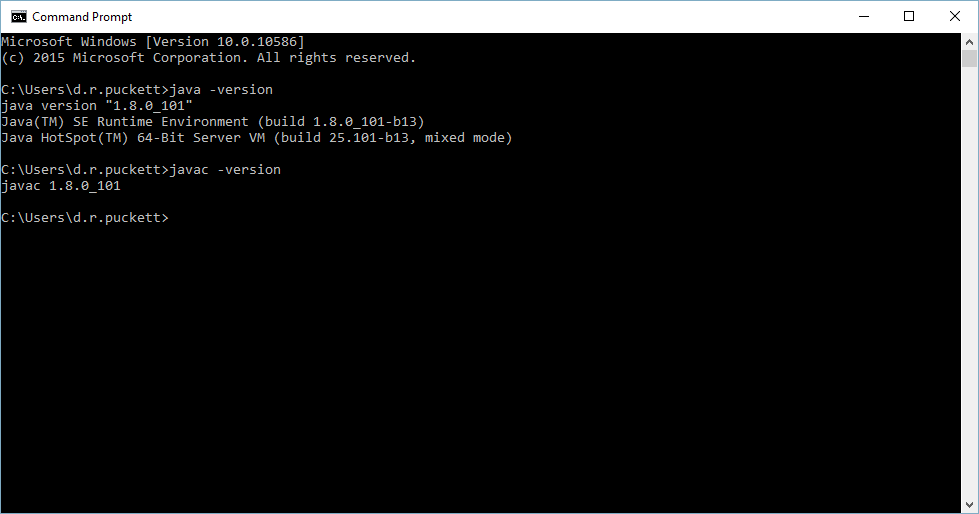 Command Prompt
Microsoft Windows [Version 10.0.10586]
(c) 2015 Microsoft Corporation. All rights reserved.
C:\Users\d.r.puckett>java -version
java version "1.8.0_101"
Java(TM) SE Runtime Environment (build 1.8.0_101-b13)
Java HotSpot(TM) 64-Bit Server VM (build 25.101-b13, mixed mode)
C:\Users\d.r.puckett>javac -version
javac 1.8.0_101
C:\Users\d.r.puckett>